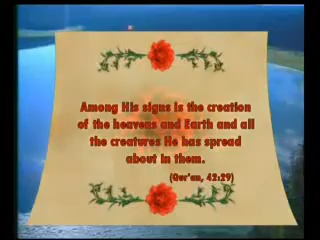 Among His signs is the creation
of the heavens and Earth and all
the creatures He has spread
about in them.
(Qur'an, 42:29)